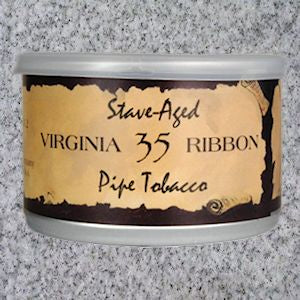 Stave-Aged
VIRGINIA 35 RIBBON
Pipe Tobacco